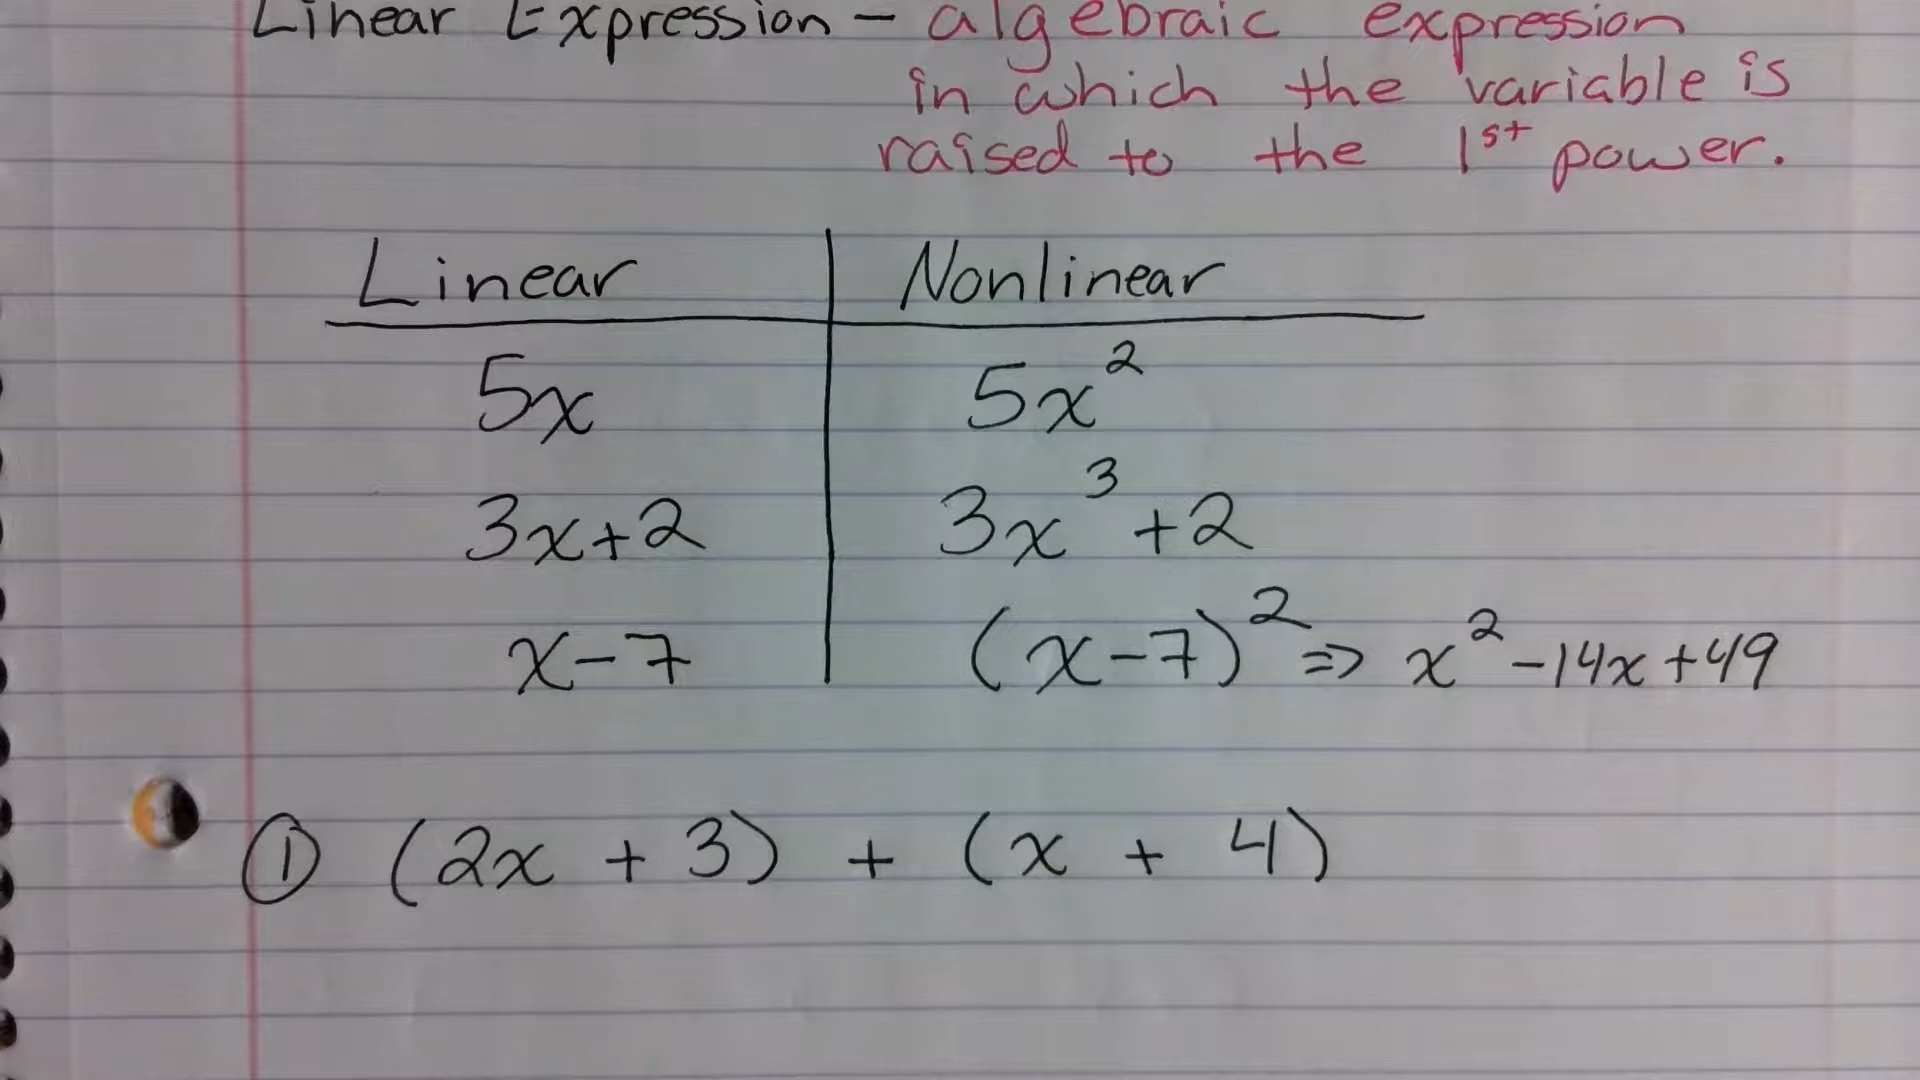 Linear Expression - algebraic expression
in which the variable is
raised to the 1st power.
Linear Nonlinear
5x 5x²
3x+2 3x³+2
x-7 (x-7)² => x²-14x+49
① (2x + 3) + (x + 4)